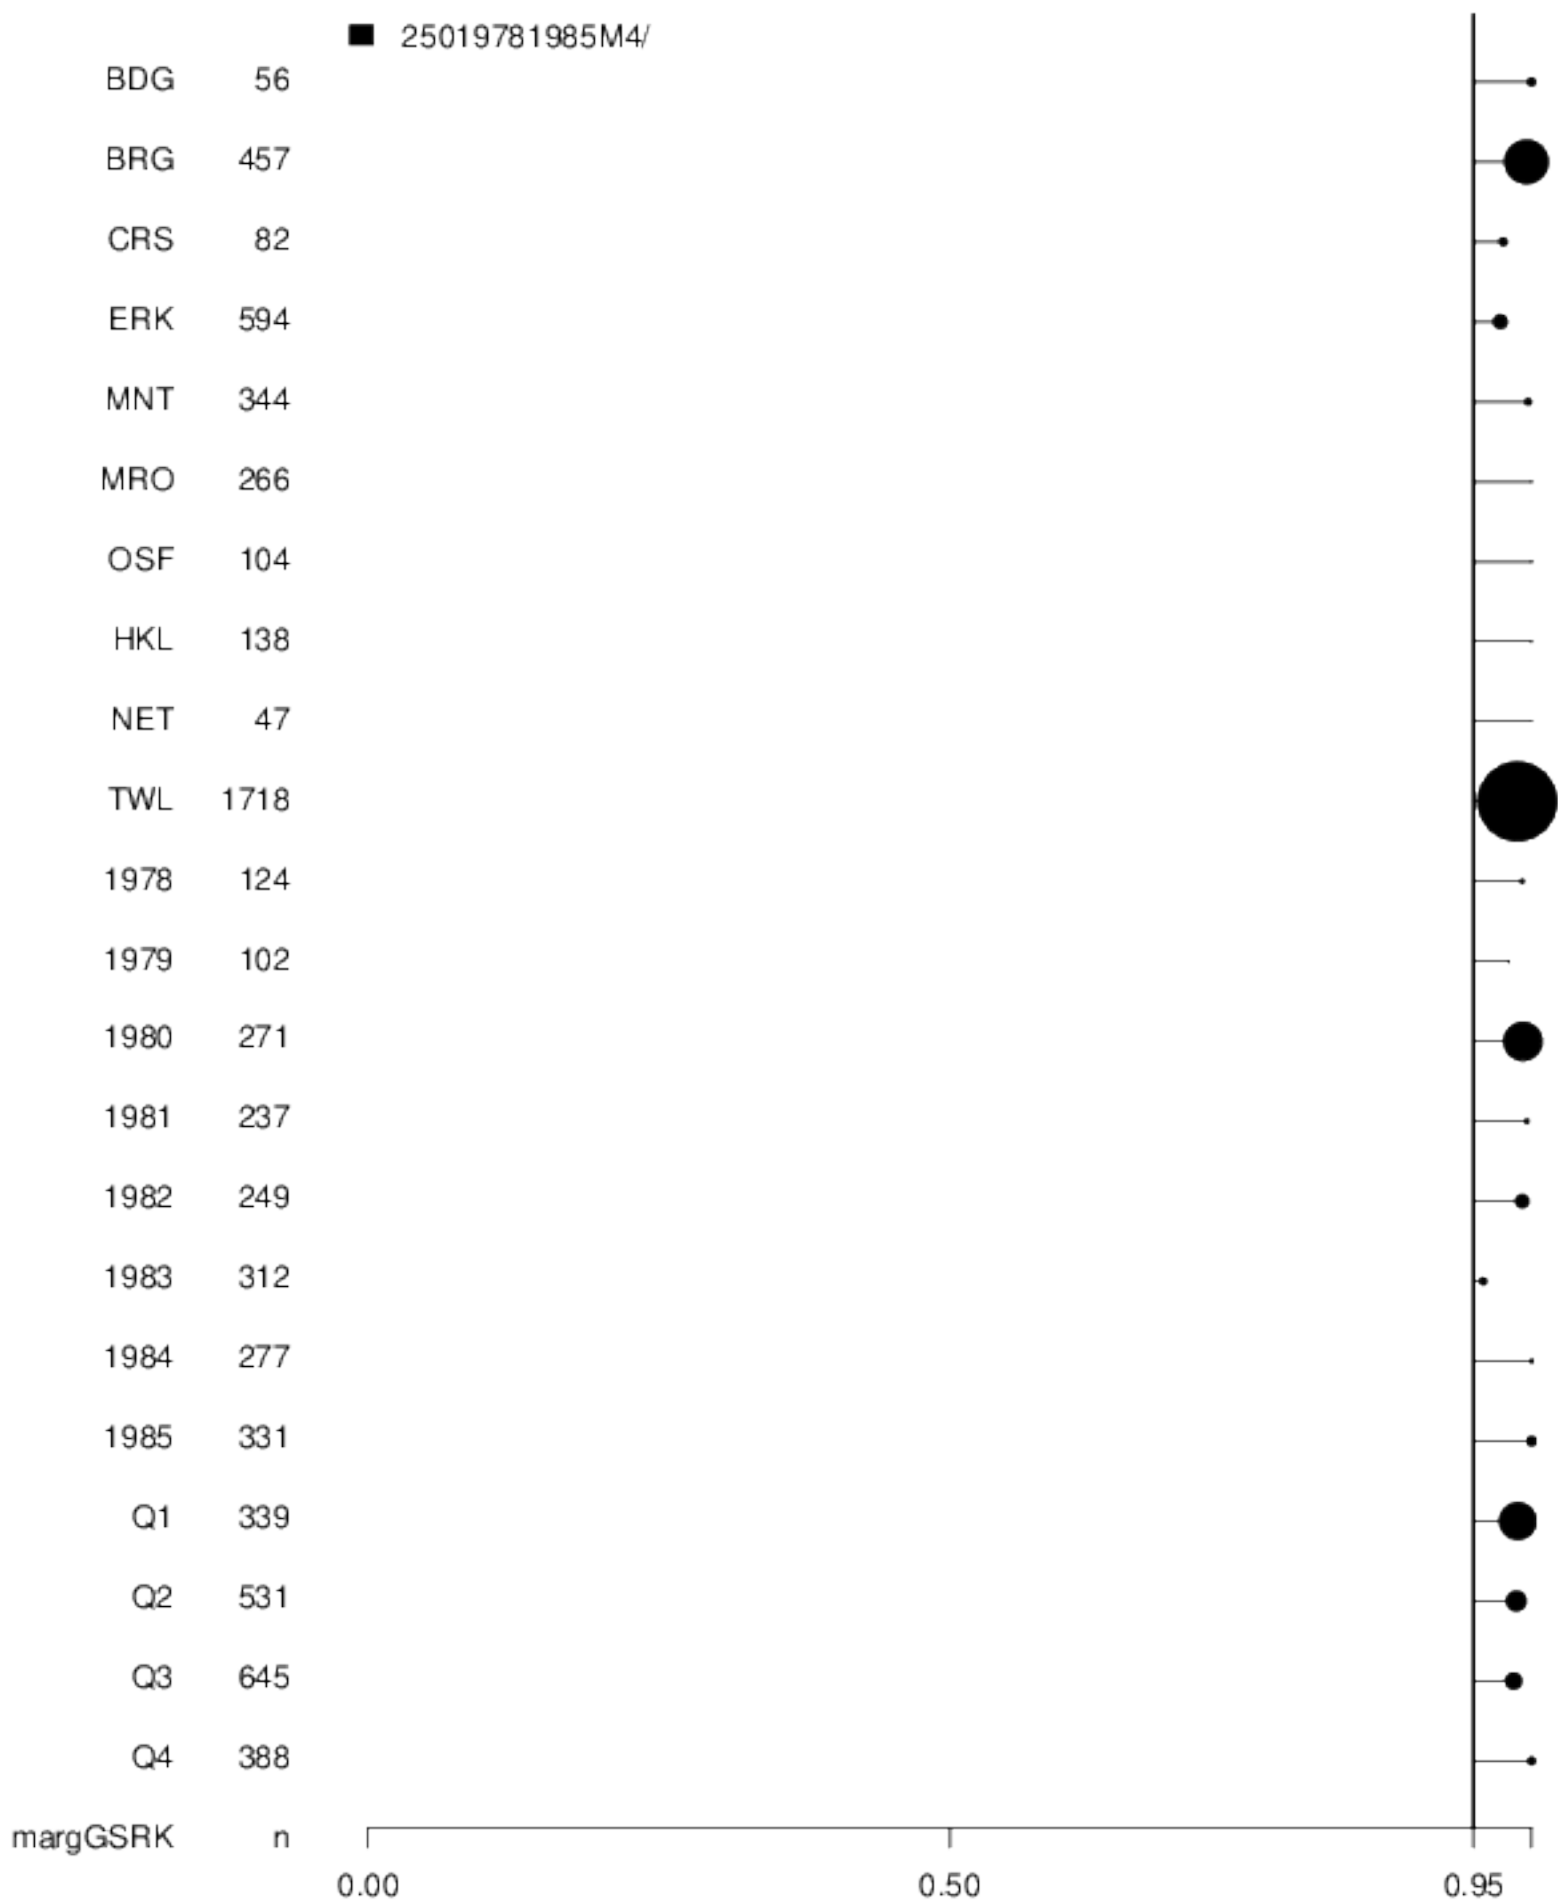 25019781985M4/
BDG 56
BRG 457
CRS 82
ERK 594
MNT 344
MRO 266
OSF 104
HKL 138
NET 47
TWL 1718
1978 124
1979 102
1980 271
1981 237
1982 249
1983 312
1984 277
1985 331
Q1 339
Q2 531
Q3 645
Q4 388
margGSRK n
0.00 0.50 0.95